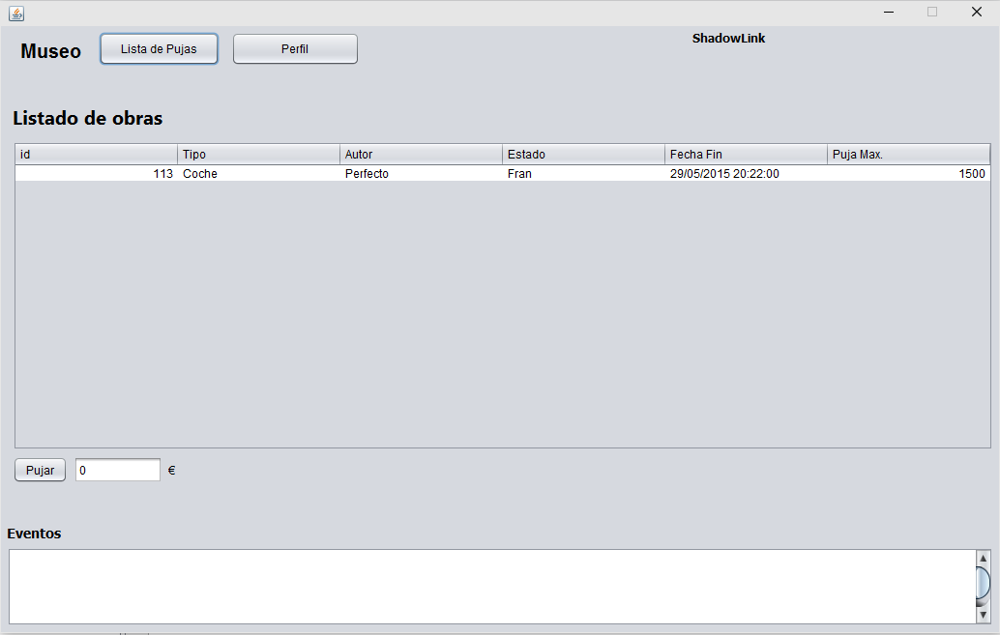 Museo Lista de Pujas Perfil ShadowLink
Listado de obras
id Tipo Autor Estado Fecha Fin Puja Max.
113 Coche Perfecto Fran 29/05/2015 20:22:00 1500
Pujar 0 €
Eventos